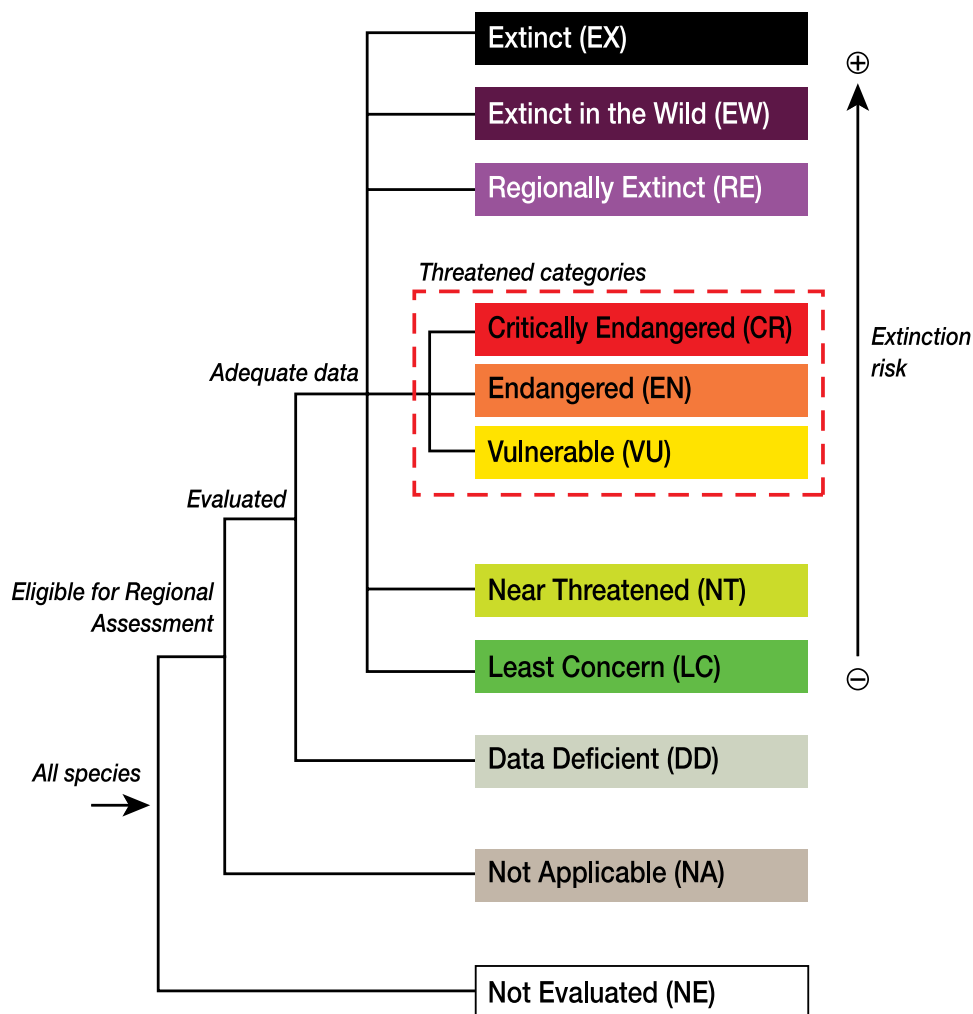 Extinct (EX)
Extinct in the Wild (EW)
Regionally Extinct (RE)
Threatened categories
Critically Endangered (CR)
Extinction
risk
Adequate data
Endangered (EN)
Vulnerable (VU)
Evaluated
Eligible for Regional
Assessment
Near Threatened (NT)
Least Concern (LC)
Data Deficient (DD)
All species
Not Applicable (NA)
Not Evaluated (NE)